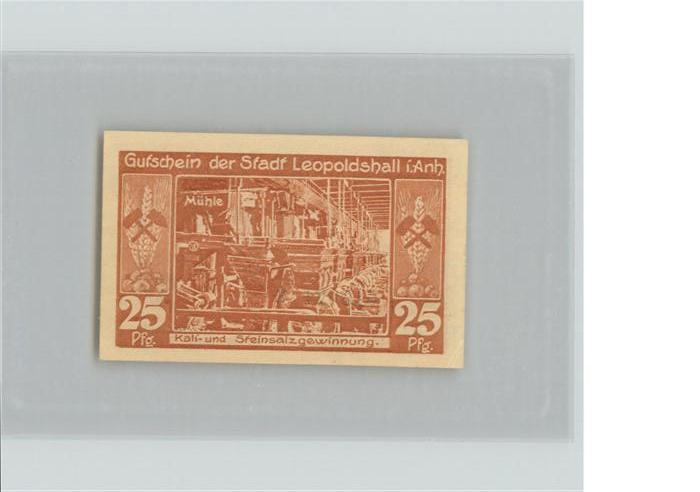 Gutschein der Stadt Leopoldshall i. Anh.
Mühle
25 Pfg.
25 Pfg.
Kali- und Steinsalzgewinnung.